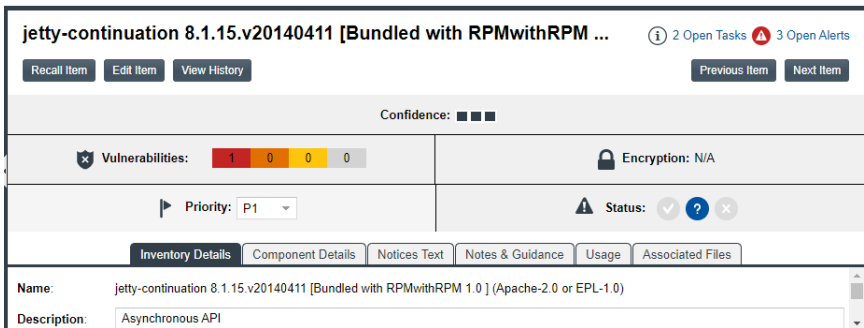 jetty-continuation 8.1.15.v20140411 [Bundled with RPMwithRPM ... 2 Open Tasks 3 Open Alerts
Recall Item Edit Item View History Previous Item Next Item
Confidence:
Vulnerabilities: 1 0 0 0 Encryption: N/A
Priority: P1 Status:
Inventory Details Component Details Notices Text Notes & Guidance Usage Associated Files
Name: jetty-continuation 8.1.15.v20140411 [Bundled with RPMwithRPM 1.0 ] (Apache-2.0 or EPL-1.0)
Description: Asynchronous API